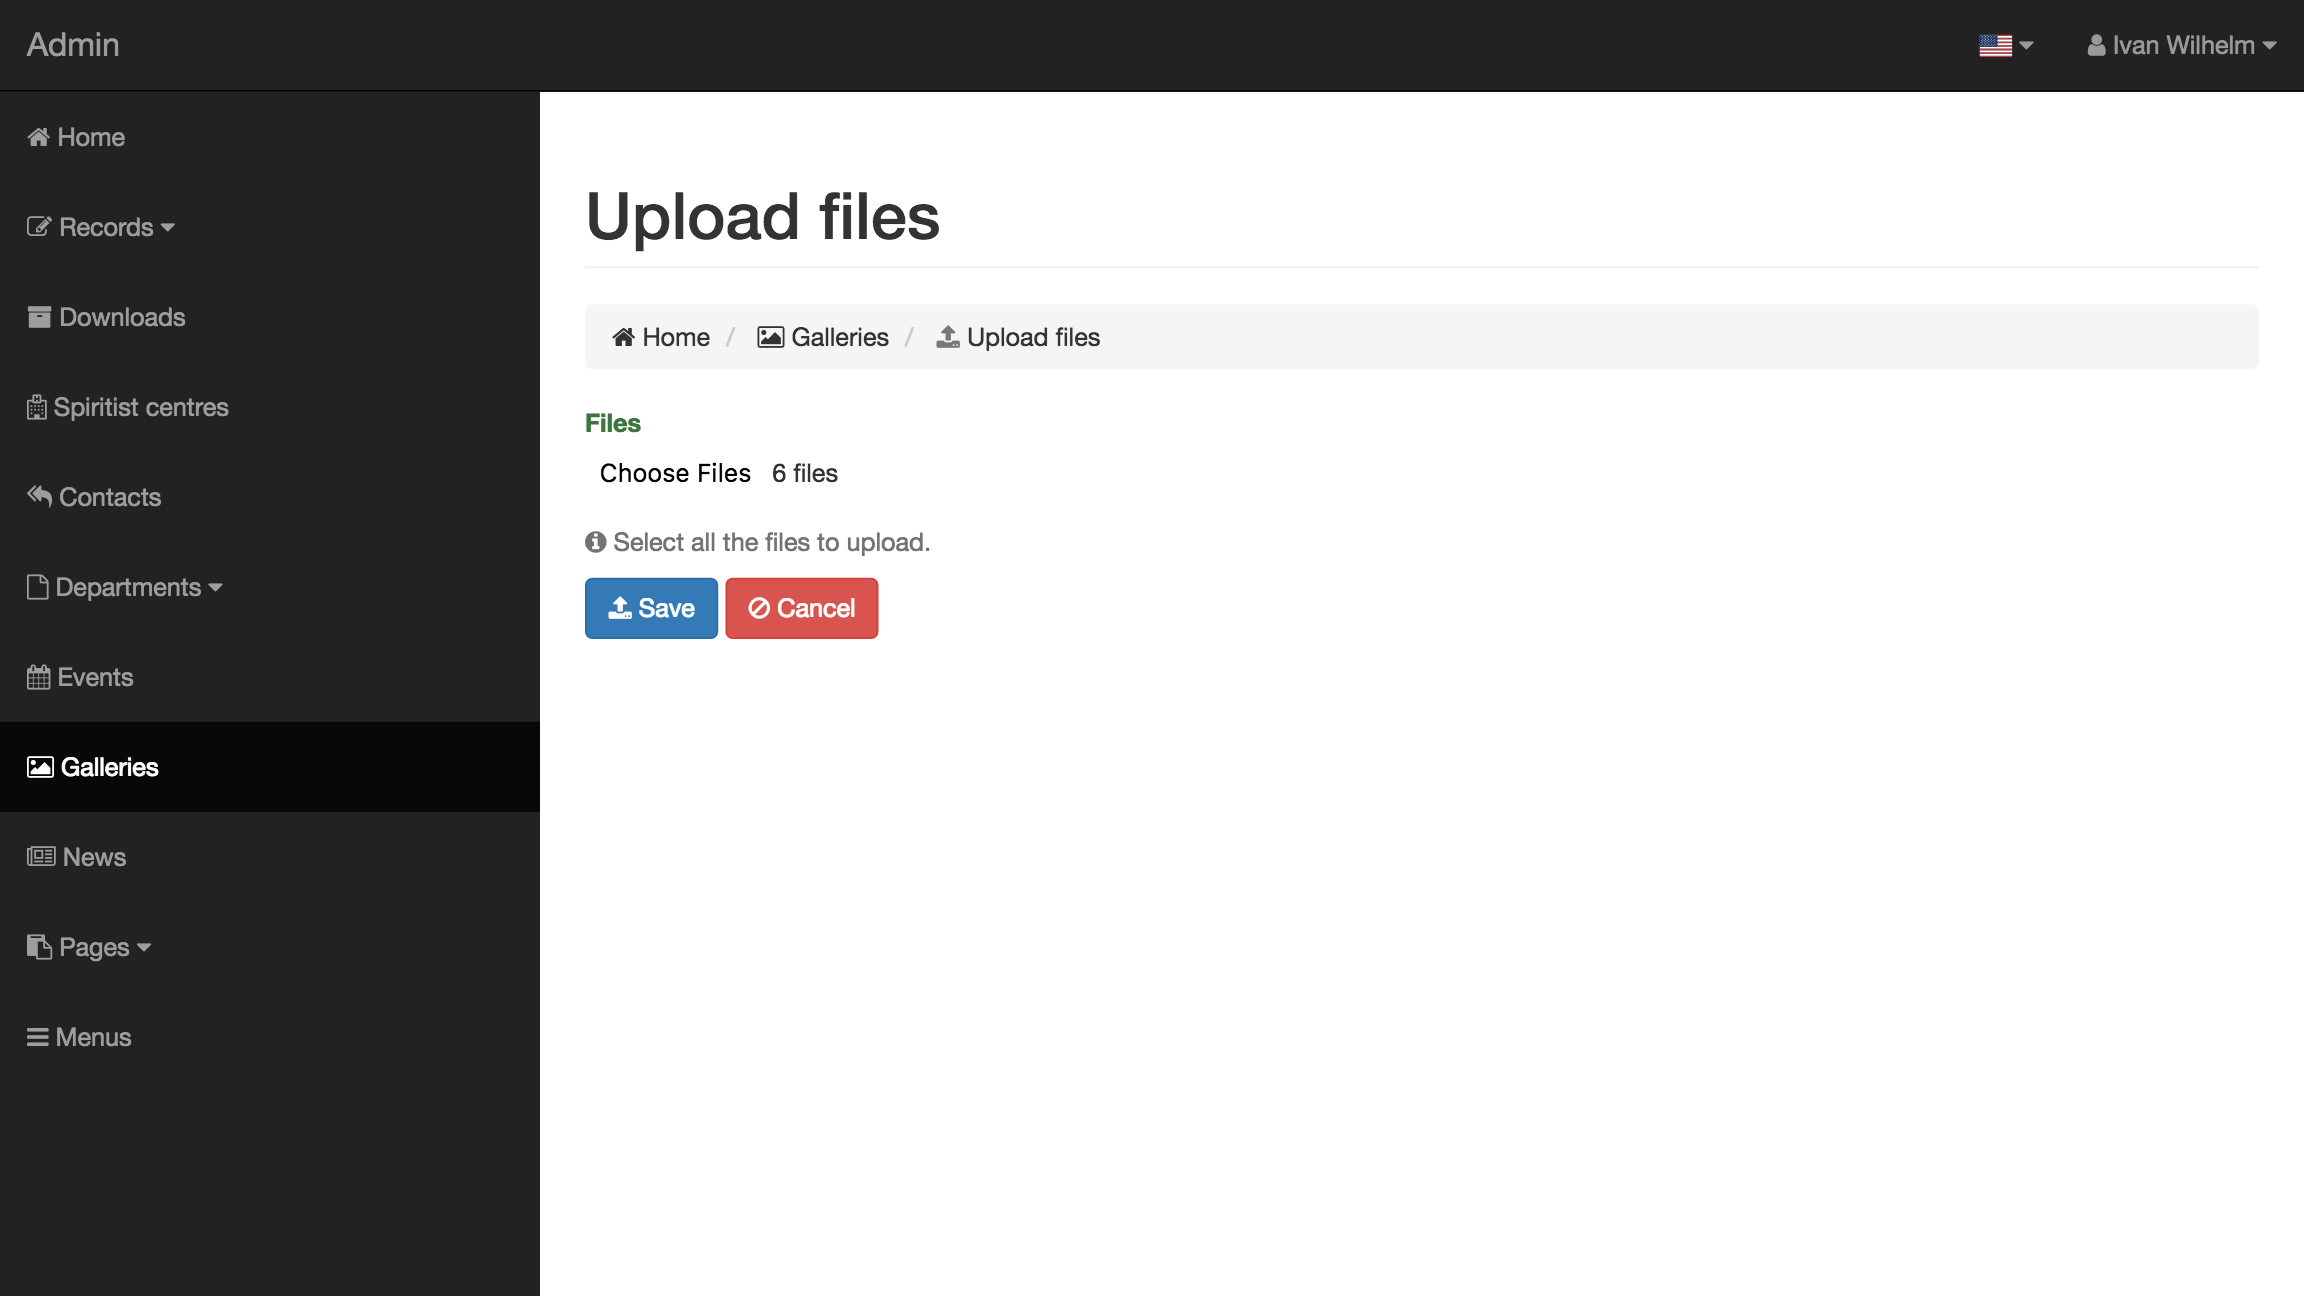 Admin
Ivan Wilhelm
Home
Records
Downloads
Spiritist centres
Contacts
Departments
Events
Galleries
News
Pages
Menus
Upload files
Home / Galleries / Upload files
Files
Choose Files 6 files
Select all the files to upload.
Save Cancel